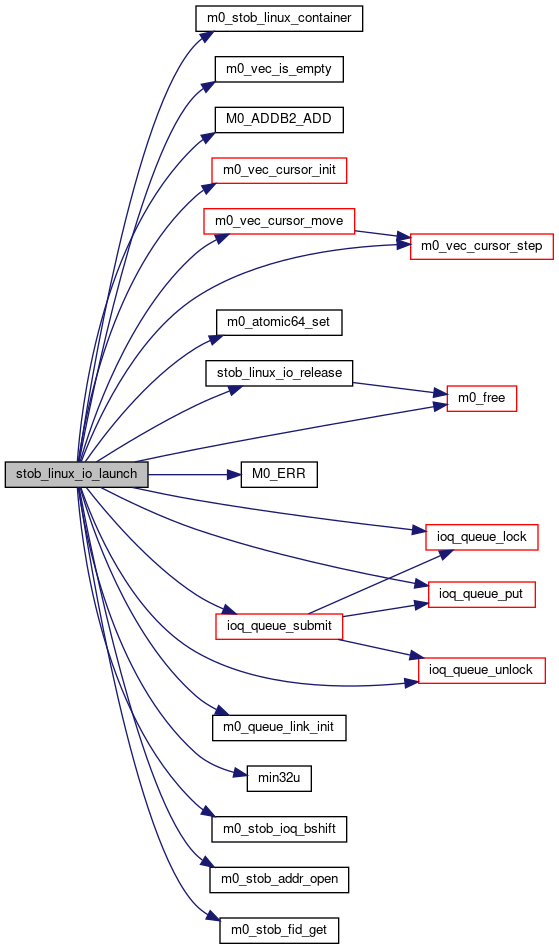 m0_stob_linux_container
m0_vec_is_empty
M0_ADDB2_ADD
m0_vec_cursor_init
m0_vec_cursor_move
m0_vec_cursor_step
m0_atomic64_set
stob_linux_io_release
m0_free
stob_linux_io_launch
M0_ERR
ioq_queue_lock
ioq_queue_put
ioq_queue_submit
ioq_queue_unlock
m0_queue_link_init
min32u
m0_stob_ioq_bshift
m0_stob_addr_open
m0_stob_fid_get